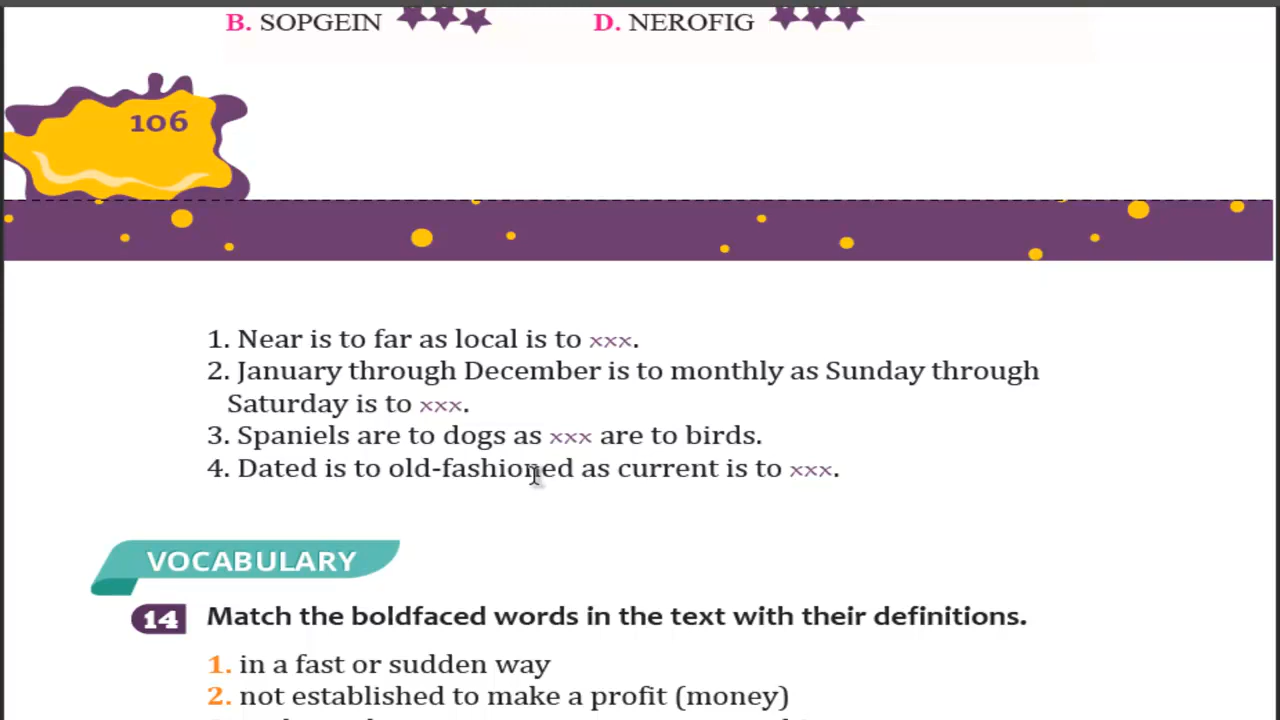 B. SOPGEIN D. NEROFIG
106
1. Near is to far as local is to xxx.
2. January through December is to monthly as Sunday through
Saturday is to xxx.
3. Spaniels are to dogs as xxx are to birds.
4. Dated is to old-fashioned as current is to xxx.
VOCABULARY
14 Match the boldfaced words in the text with their definitions.
1. in a fast or sudden way
2. not established to make a profit (money)